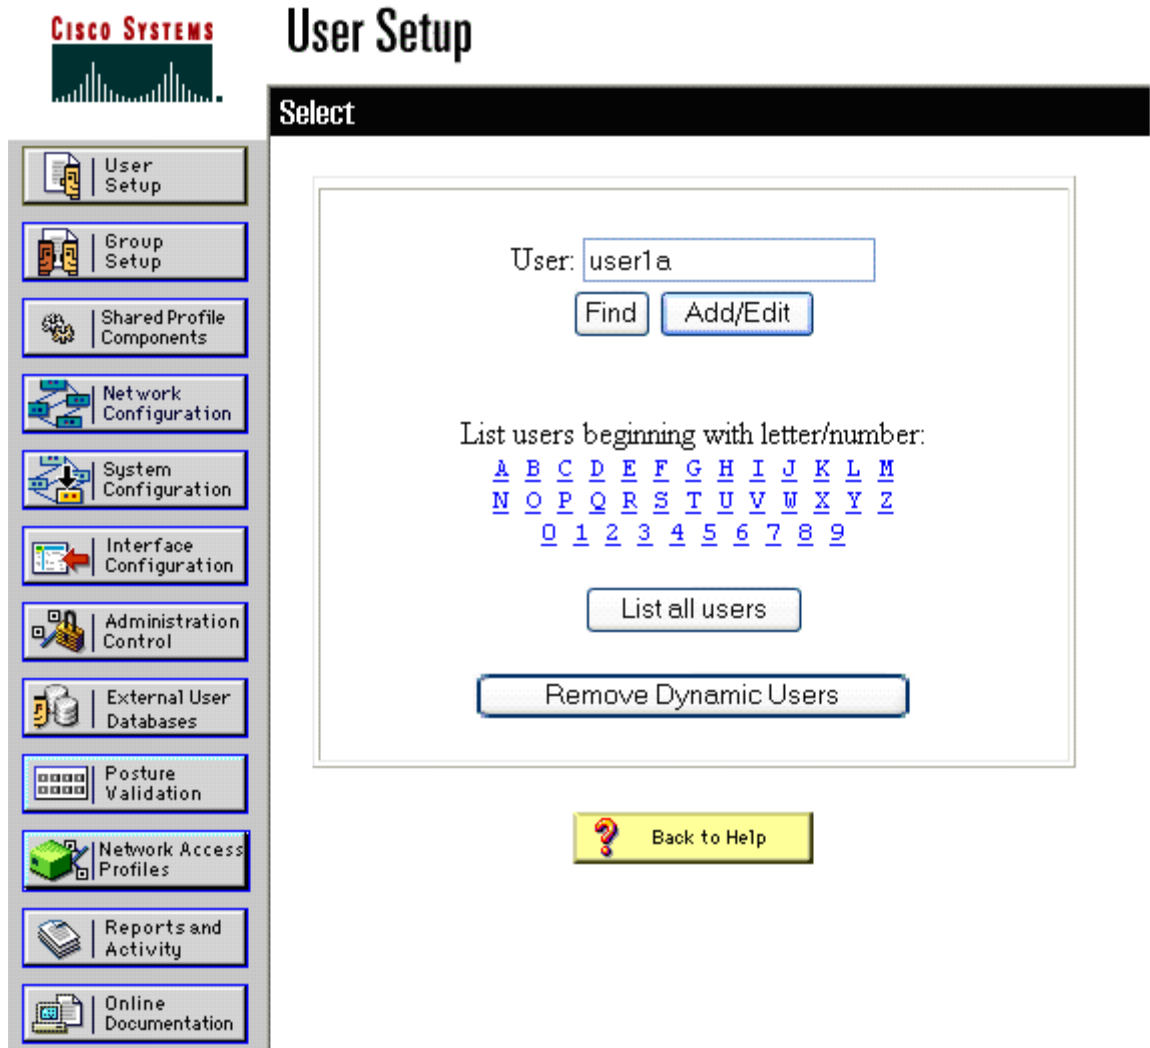 CISCO SYSTEMS
User Setup
Select
User
Setup
Group
Setup
Shared Profile
Components
Network
Configuration
System
Configuration
Interface
Configuration
Administration
Control
External User
Databases
Posture
Validation
Network Access
Profiles
Reports and
Activity
Online
Documentation
User: user1a
Find Add/Edit
List users beginning with letter/number:
A B C D E F G H I J K L M
N O P Q R S T U V W X Y Z
0 1 2 3 4 5 6 7 8 9
List all users
Remove Dynamic Users
? Back to Help